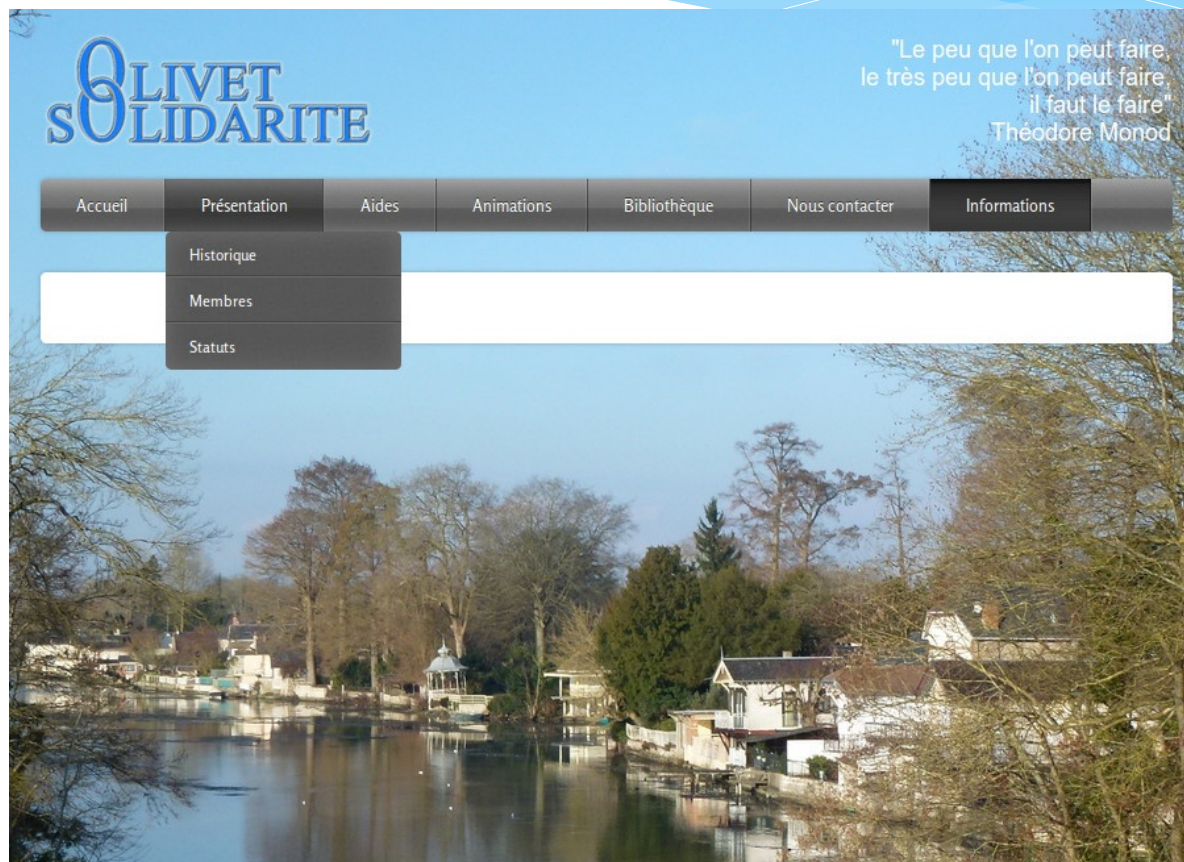 OLIVET
SOLIDARITE
"Le peu que l'on peut faire,
le très peu que l'on peut faire,
il faut le faire"
Théodore Monod
Accueil Présentation Aides Animations Bibliothèque Nous contacter Informations
Historique
Membres
Statuts